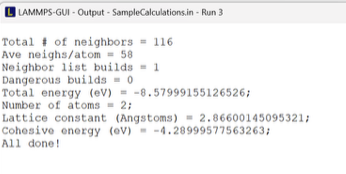 LAMMPS-GUI - Output - SampleCalculations.in - Run 3
Total # of neighbors = 116
Ave neighs/atom = 58
Neighbor list builds = 1
Dangerous builds = 0
Total energy (eV) = -8.57999155126526;
Number of atoms = 2;
Lattice constant (Angstoms) = 2.86600145095321;
Cohesive energy (eV) = -4.28999577563263;
All done!